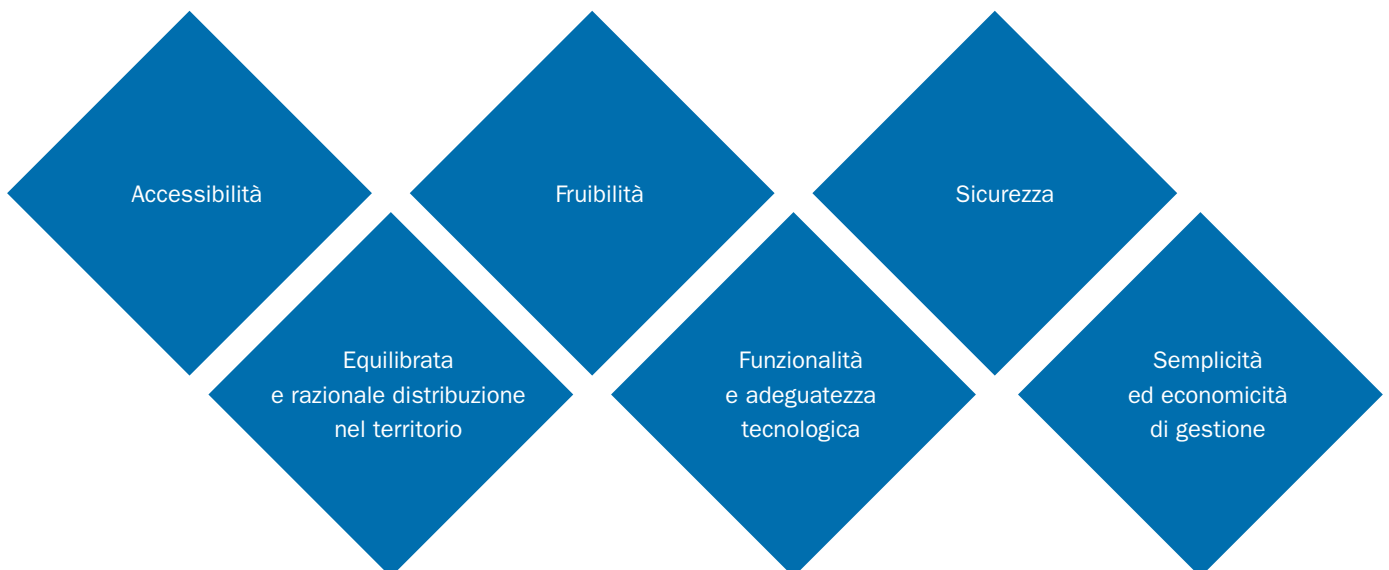 Accessibilità
Fruibilità
Sicurezza
Equilibrata
e razionale distribuzione
nel territorio
Funzionalità
e adeguatezza
tecnologica
Semplicità
ed economicità
di gestione